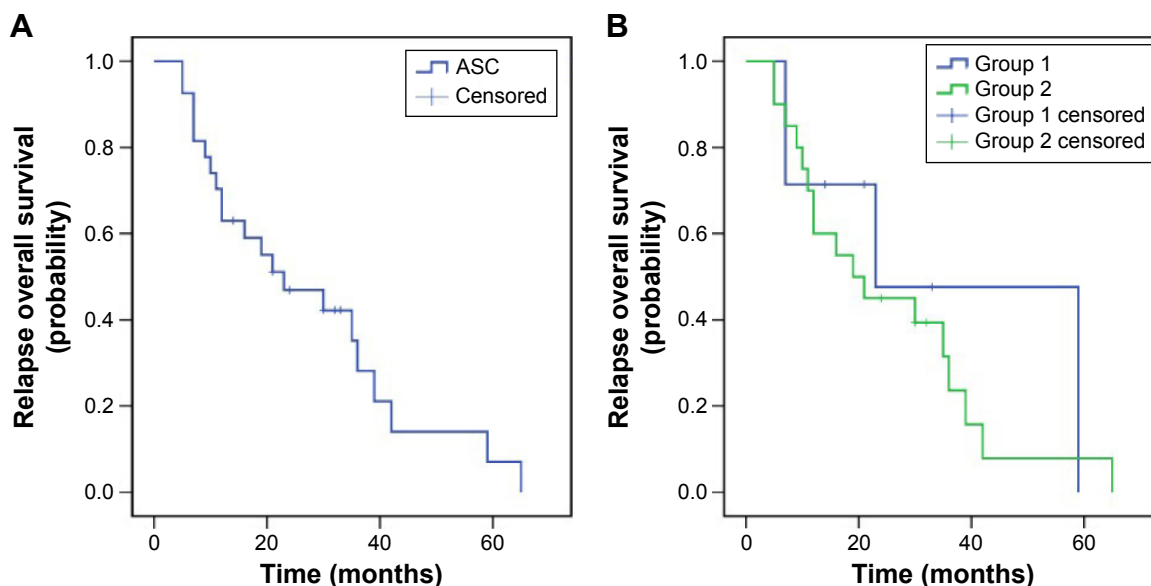 A
1.0
0.8
0.6
0.4
0.2
0.0
0
20
40
60
Relapse overall survival
(probability)
Time (months)
ASC
Censored
B
1.0
0.8
0.6
0.4
0.2
0.0
0
20
40
60
Relapse overall survival
(probability)
Time (months)
Group 1
Group 2
Group 1 censored
Group 2 censored